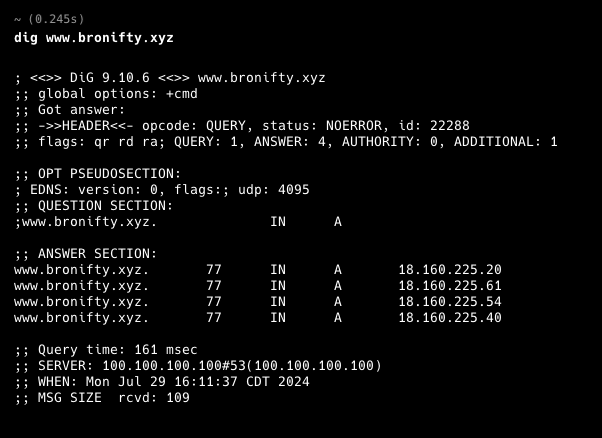 ~ (0.245s)
dig www.bronifty.xyz
; <<>> DiG 9.10.6 <<>> www.bronifty.xyz
;; global options: +cmd
;; Got answer:
;; ->>HEADER<<- opcode: QUERY, status: NOERROR, id: 22288
;; flags: qr rd ra; QUERY: 1, ANSWER: 4, AUTHORITY: 0, ADDITIONAL: 1
;; OPT PSEUDOSECTION:
; EDNS: version: 0, flags:; udp: 4095
;; QUESTION SECTION:
;www.bronifty.xyz. IN A
;; ANSWER SECTION:
www.bronifty.xyz. 77 IN A 18.160.225.20
www.bronifty.xyz. 77 IN A 18.160.225.61
www.bronifty.xyz. 77 IN A 18.160.225.54
www.bronifty.xyz. 77 IN A 18.160.225.40
;; Query time: 161 msec
;; SERVER: 100.100.100.100#53(100.100.100.100)
;; WHEN: Mon Jul 29 16:11:37 CDT 2024
;; MSG SIZE rcvd: 109